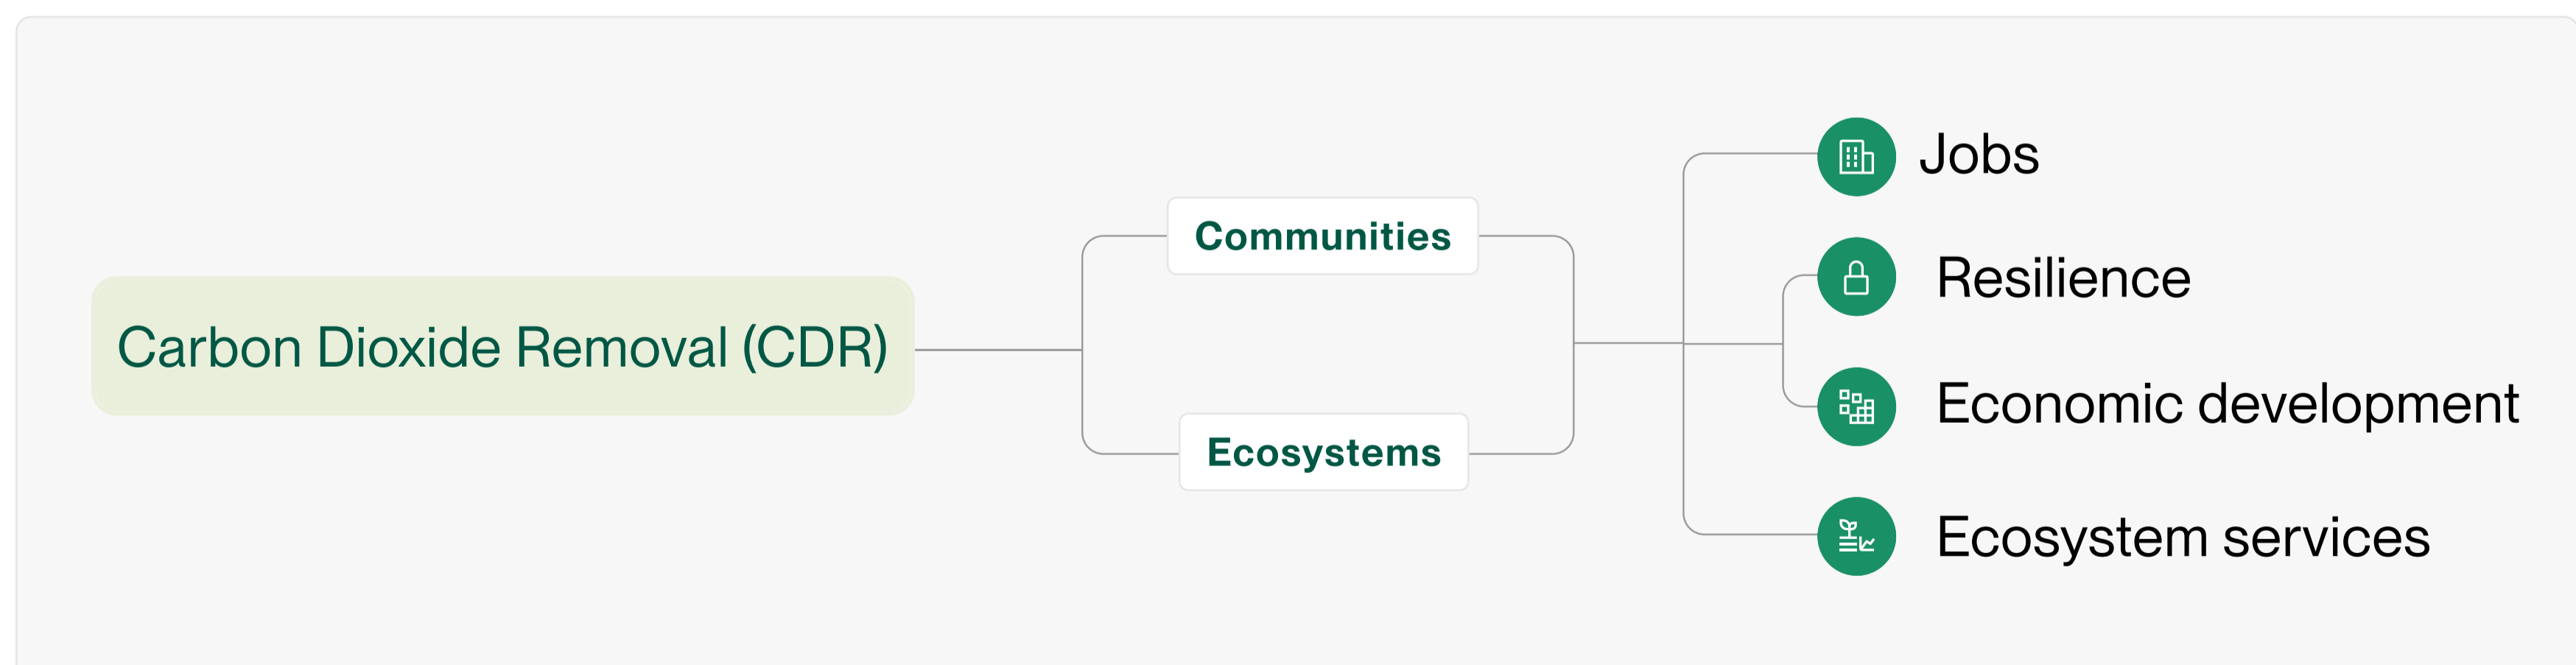 Carbon Dioxide Removal (CDR)
Communities
Ecosystems
Jobs
Resilience
Economic development
Ecosystem services